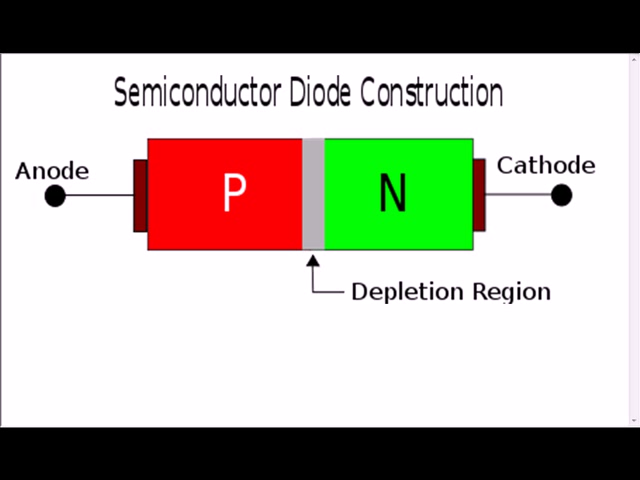 Semiconductor Diode Construction
Anode
Cathode
P
N
Depletion Region